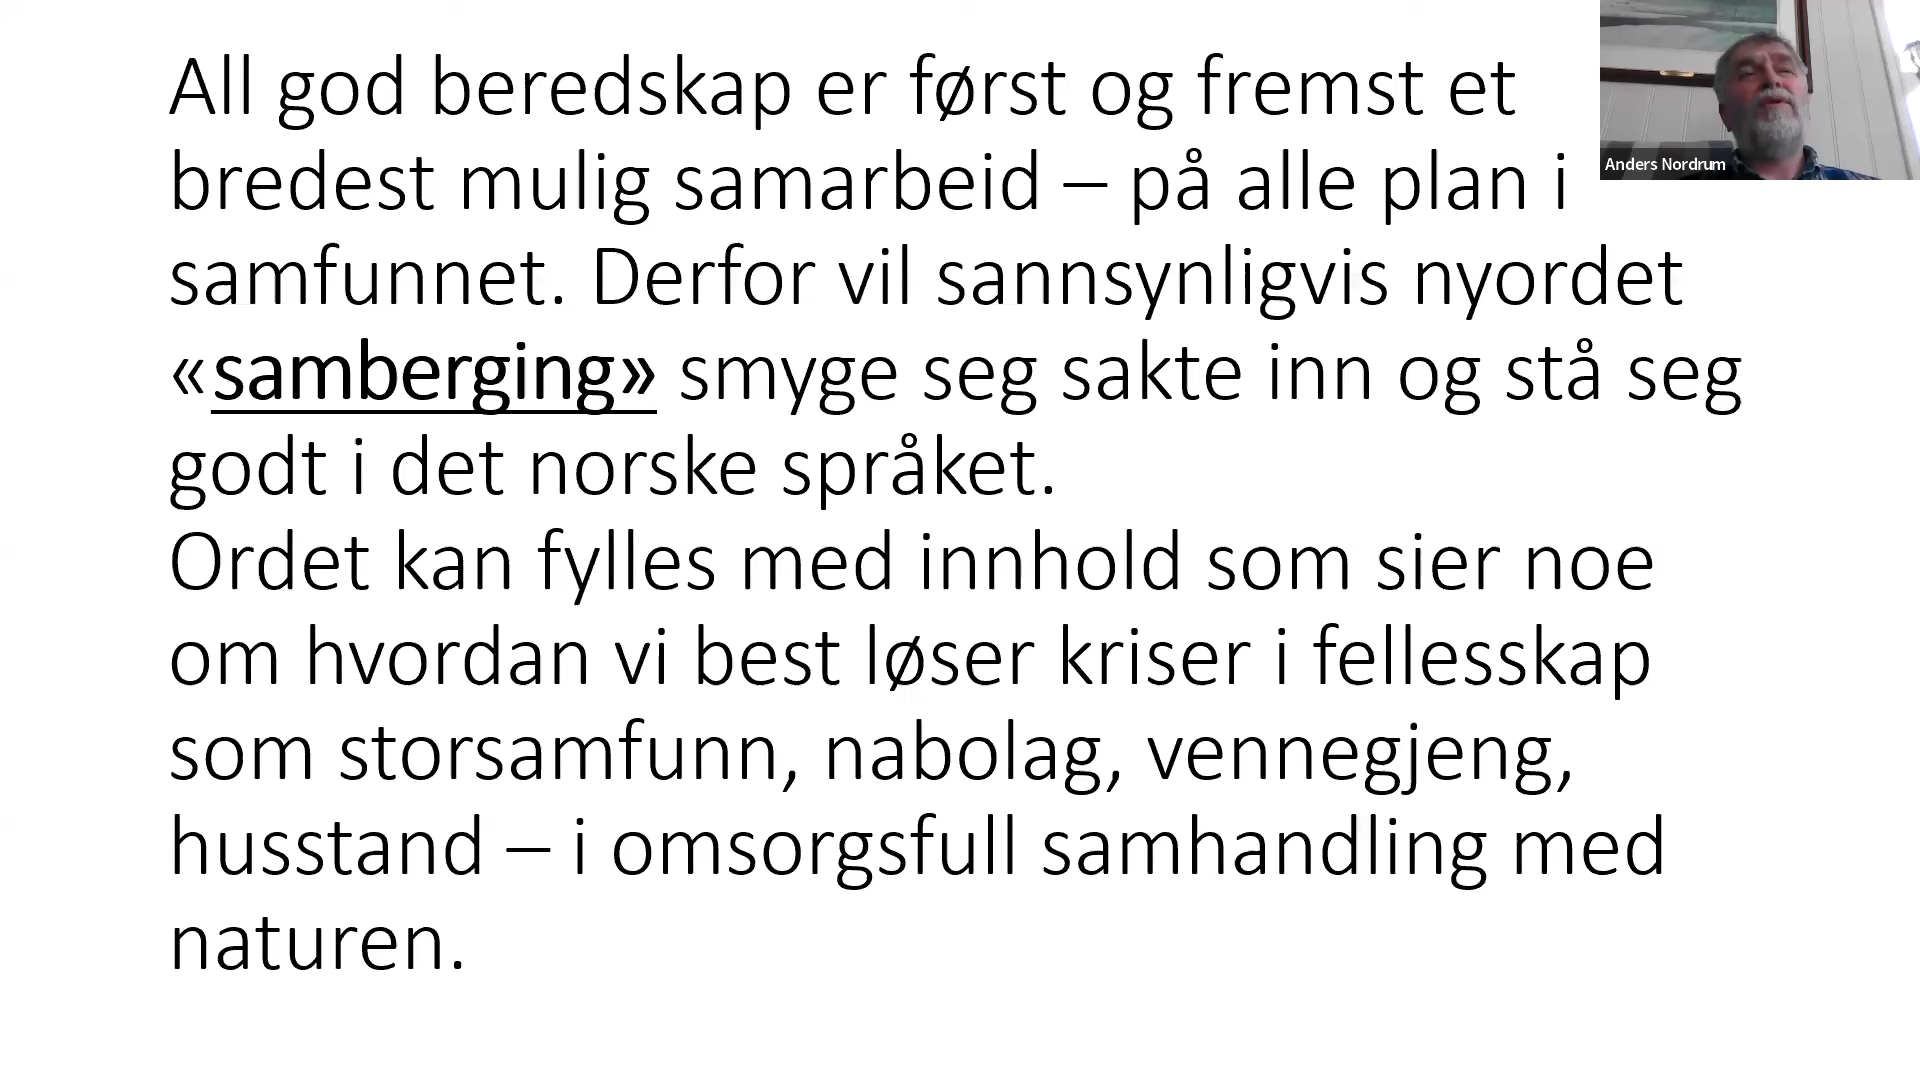 All god beredskap er først og fremst et
bredest mulig samarbeid – på alle plan i
samfunnet. Derfor vil sannsynligvis nyordet
«samberging» smyge seg sakte inn og stå seg
godt i det norske språket.
Ordet kan fylles med innhold som sier noe
om hvordan vi best løser kriser i fellesskap
som storsamfunn, nabolag, vennegjeng,
husstand – i omsorgsfull samhandling med
naturen.
Anders Nordrum